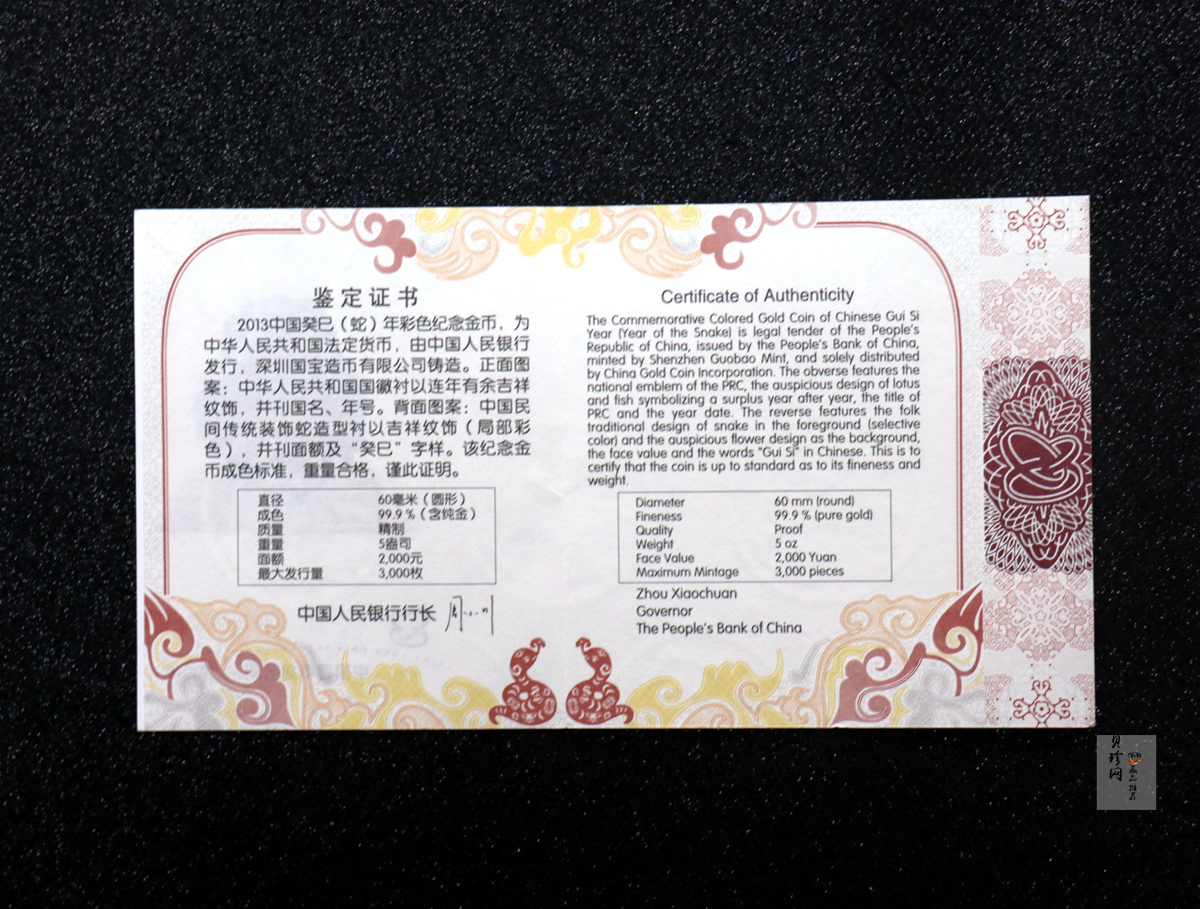 鉴定证书
2013中国癸巳（蛇）年彩色纪念金币，为
中华人民共和国法定货币，由中国人民银行
发行，深圳国宝造币有限公司铸造。正面图
案：中华人民共和国国徽衬以连年有余吉祥
纹饰，并刊国名、年号。背面图案：中国民
间传统装饰蛇造型衬以吉祥纹饰（局部彩
色），并刊面额及“癸巳”字样。该纪念金
币成色标准，重量合格，谨此证明。
直径 60毫米（圆形）
成色 99.9％（含纯金）
质量 精制
重量 5盎司
面额 2,000元
最大发行量 3,000枚
中国人民银行行长
Certificate of Authenticity
The Commemorative Colored Gold Coin of Chinese Gui Si
Year (Year of the Snake) is legal tender of the People's
Republic of China, issued by the People's Bank of China,
minted by Shenzhen Guobao Mint, and solely distributed
by China Gold Coin Incorporation. The obverse features the
national emblem of the PRC, the auspicious design of lotus
and fish symbolizing a surplus year after year, the title of
PRC and the year date. The reverse features the folk
traditional design of snake in the foreground (selective
color) and the auspicious flower design as the background,
the face value and the words "Gui Si" in Chinese. This is to
certify that the coin is up to standard as to its fineness and
weight.
Diameter 60 mm (round)
Fineness 99.9 % (pure gold)
Quality Proof
Weight 5 oz
Face Value 2,000 Yuan
Maximum Mintage 3,000 pieces
Zhou Xiaochuan
Governor
The People's Bank of China
贝珍网